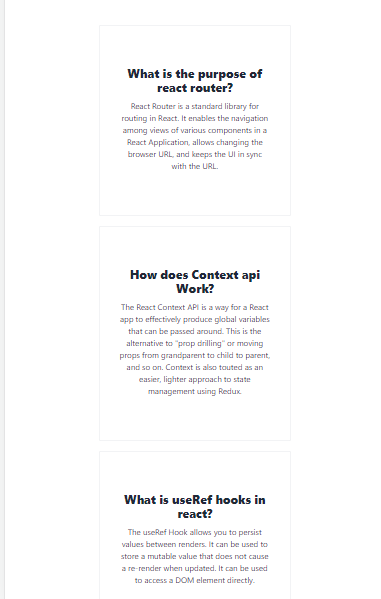 What is the purpose of
react router?
React Router is a standard library for
routing in React. It enables the navigation
among views of various components in a
React Application, allows changing the
browser URL, and keeps the UI in sync
with the URL.
How does Context api
Work?
The React Context API is a way for a React
app to effectively produce global variables
that can be passed around. This is the
alternative to "prop drilling" or moving
props from grandparent to child to parent,
and so on. Context is also touted as an
easier, lighter approach to state
management using Redux.
What is useRef hooks in
react?
The useRef Hook allows you to persist
values between renders. It can be used to
store a mutable value that does not cause
a re-render when updated. It can be used
to access a DOM element directly.